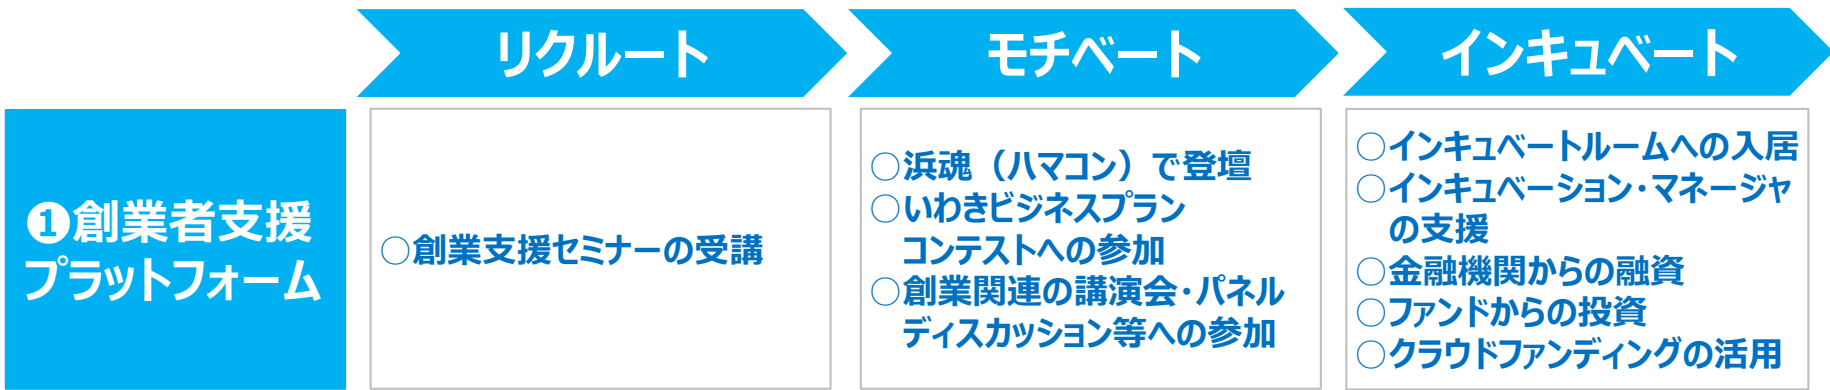 リクルート
モチベート
インキュベート
❶創業者支援
プラットフォーム
○創業支援セミナーの受講
○浜魂（ハマコン）で登壇
○いわきビジネスプラン
コンテストへの参加
○創業関連の講演会・パネル
ディスカッション等への参加
○インキュベートルームへの入居
○インキュベーション・マネージャ
の支援
○金融機関からの融資
○ファンドからの投資
○クラウドファンディングの活用